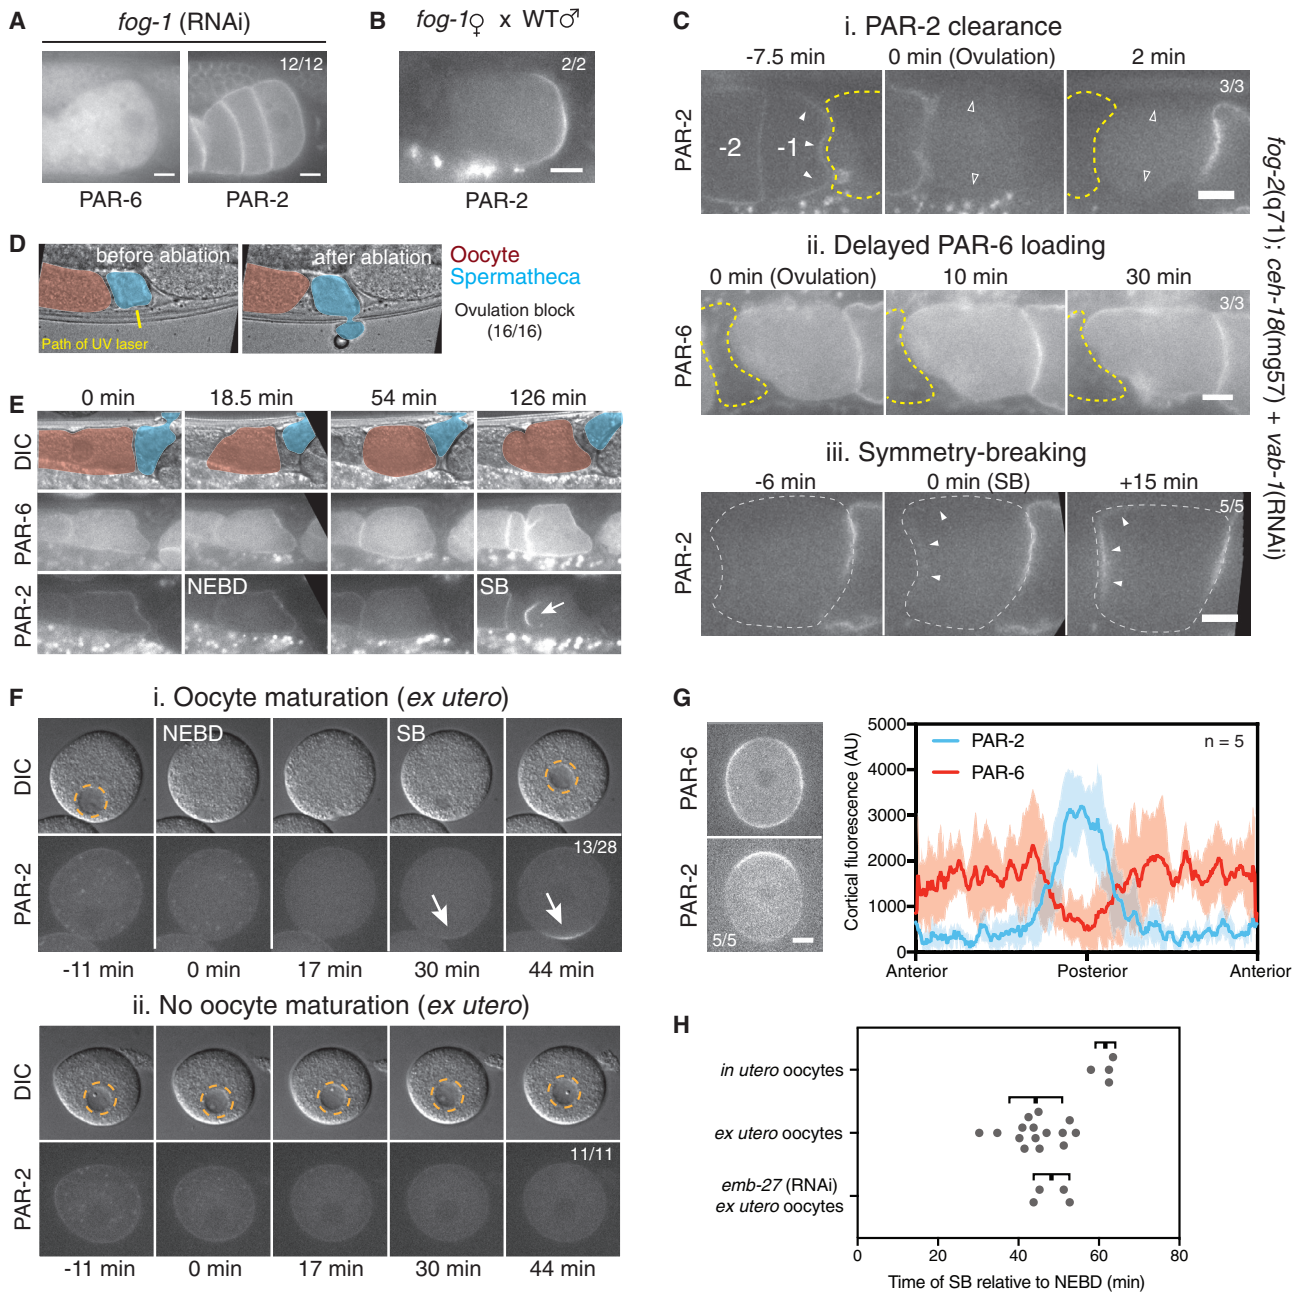 A
fog-1 (RNAi)
12/12
PAR-6
PAR-2
B
fog-1♀ x WT♂
2/2
PAR-2
C
i. PAR-2 clearance
-7.5 min
0 min (Ovulation)
2 min
PAR-2
-2
-1
3/3
ii. Delayed PAR-6 loading
0 min (Ovulation)
10 min
30 min
PAR-6
3/3
iii. Symmetry-breaking
-6 min
0 min (SB)
+15 min
PAR-2
5/5
fog-2(q71); ceh-18(mg57) + vab-1(RNAi)
D
before ablation
after ablation
Path of UV laser
Oocyte
Spermatheca
Ovulation block
(16/16)
E
0 min
18.5 min
54 min
126 min
DIC
PAR-6
PAR-2
NEBD
SB
F
i. Oocyte maturation (ex utero)
DIC
NEBD
SB
PAR-2
13/28
-11 min
0 min
17 min
30 min
44 min
ii. No oocyte maturation (ex utero)
DIC
PAR-2
11/11
-11 min
0 min
17 min
30 min
44 min
G
PAR-6
PAR-2
5/5
Cortical fluorescence (AU)
5000
4000
3000
2000
1000
0
PAR-2
PAR-6
n = 5
Anterior
Posterior
Anterior
H
in utero oocytes
ex utero oocytes
emb-27 (RNAi)
ex utero oocytes
0
20
40
60
80
Time of SB relative to NEBD (min)